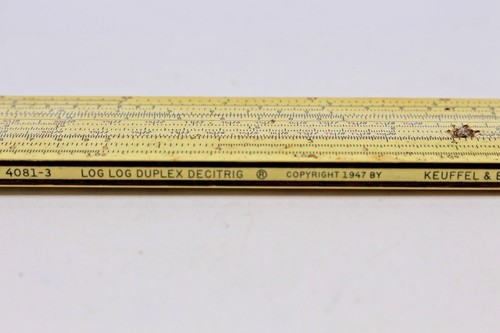 4081-3 LOG LOG DUPLEX DECITRIG ® COPYRIGHT 1947 BY KEUFFEL &